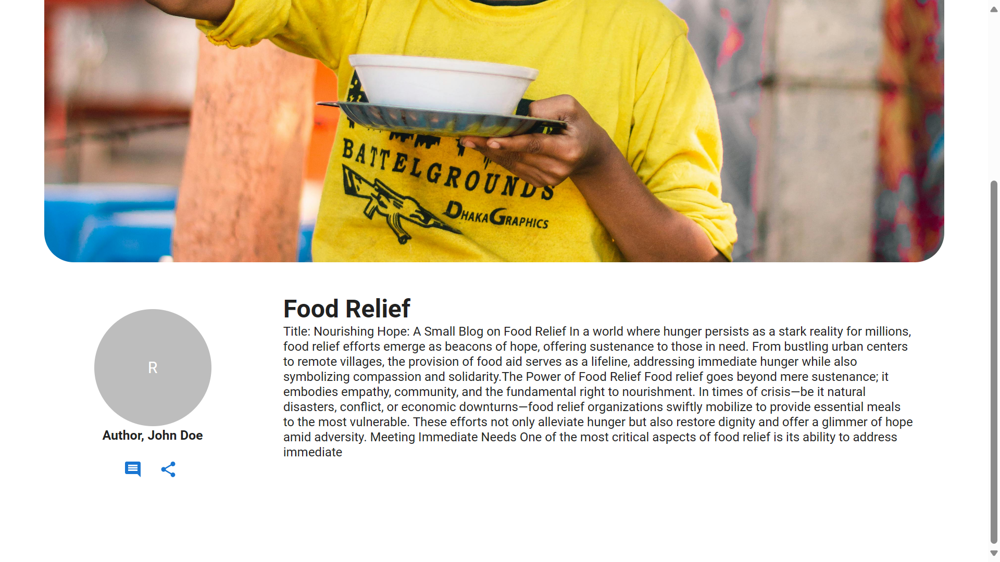 BATTELGROUNDS
DHAKAGRAPHICS
Food Relief
Title: Nourishing Hope: A Small Blog on Food Relief In a world where hunger persists as a stark reality for millions,
food relief efforts emerge as beacons of hope, offering sustenance to those in need. From bustling urban centers
to remote villages, the provision of food aid serves as a lifeline, addressing immediate hunger while also
symbolizing compassion and solidarity.The Power of Food Relief Food relief goes beyond mere sustenance; it
embodies empathy, community, and the fundamental right to nourishment. In times of crisis—be it natural
disasters, conflict, or economic downturns—food relief organizations swiftly mobilize to provide essential meals
to the most vulnerable. These efforts not only alleviate hunger but also restore dignity and offer a glimmer of hope
amid adversity. Meeting Immediate Needs One of the most critical aspects of food relief is its ability to address
immediate
R
Author, John Doe